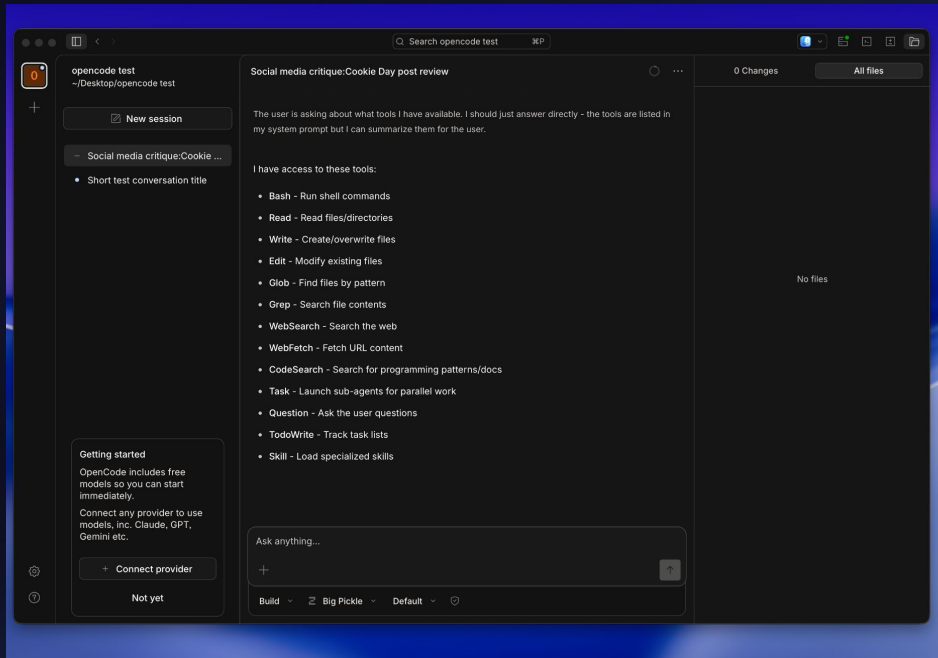 Search opencode test ⌘P
O
opencode test
~/Desktop/opencode test
New session
Social media critique:Cookie ...
Short test conversation title
Getting started
OpenCode includes free
models so you can start
immediately.
Connect any provider to use
models, inc. Claude, GPT,
Gemini etc.
Connect provider
Not yet
Social media critique:Cookie Day post review
The user is asking about what tools I have available. I should just answer directly - the tools are listed in
my system prompt but I can summarize them for the user.
I have access to these tools:
• Bash - Run shell commands
• Read - Read files/directories
• Write - Create/overwrite files
• Edit - Modify existing files
• Glob - Find files by pattern
• Grep - Search file contents
• WebSearch - Search the web
• WebFetch - Fetch URL content
• CodeSearch - Search for programming patterns/docs
• Task - Launch sub-agents for parallel work
• Question - Ask the user questions
• TodoWrite - Track task lists
• Skill - Load specialized skills
Ask anything...
Build Big Pickle Default
0 Changes All files
No files